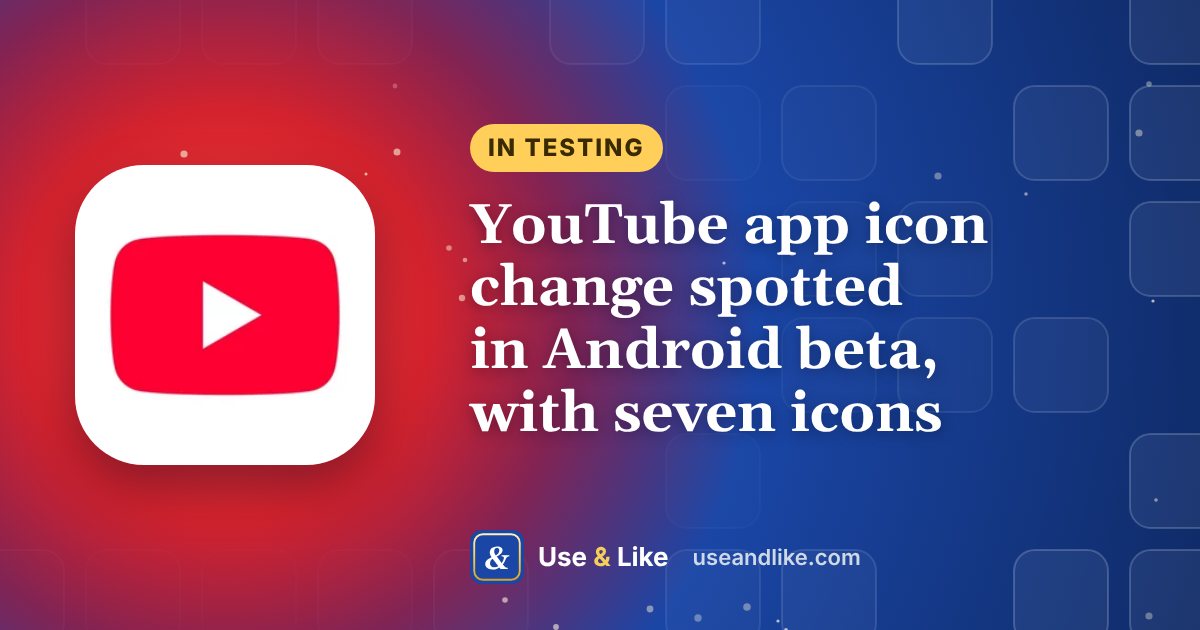 IN TESTING
YouTube app icon
change spotted
in Android beta,
with seven icons
& Use & Like useandlike.com